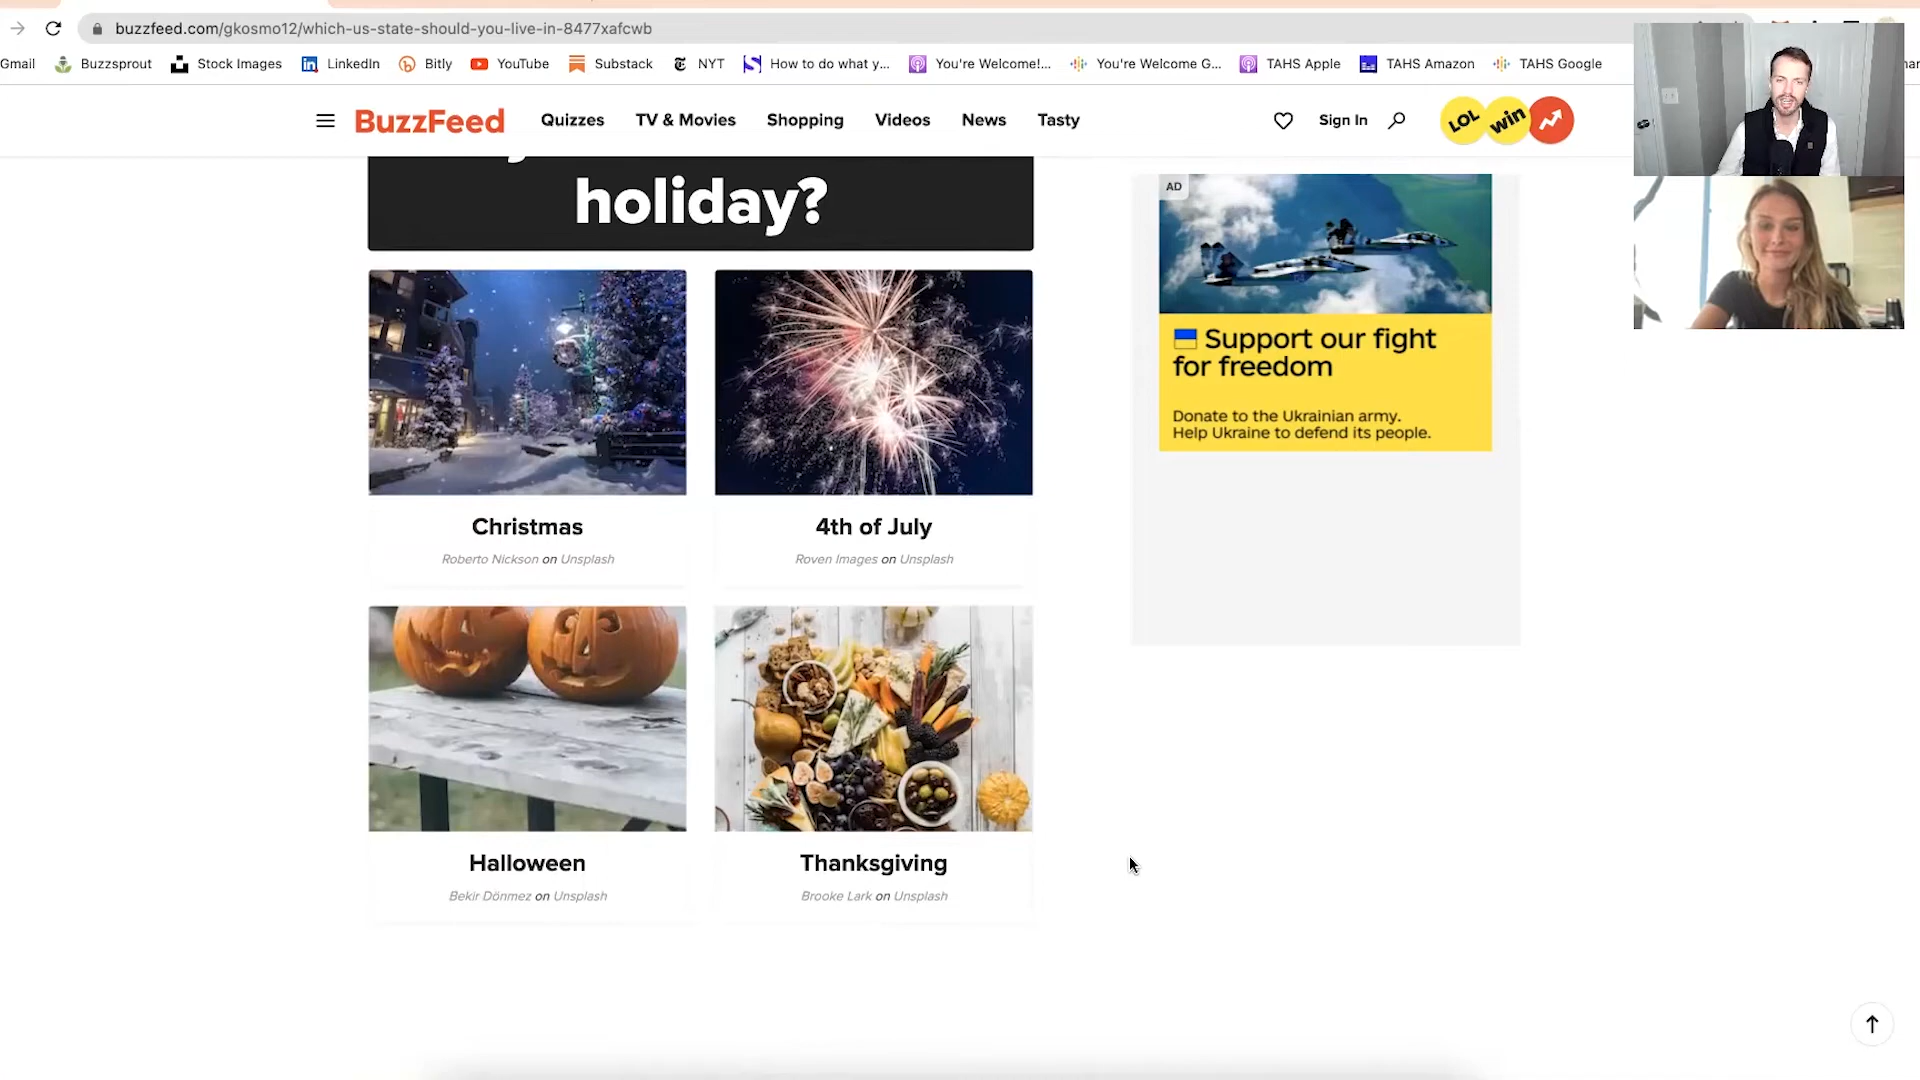 buzzfeed.com/gkosmo12/which-us-state-should-you-live-in-8477xafcwb
Gmail Buzzsprout Stock Images LinkedIn Bitly YouTube Substack NYT How to do what y... You're Welcome!... You're Welcome G... TAHS Apple TAHS Amazon TAHS Google
BuzzFeed Quizzes TV & Movies Shopping Videos News Tasty Sign In LOL win
holiday?
AD
Support our fight
for freedom
Donate to the Ukrainian army.
Help Ukraine to defend its people.
Christmas
Roberto Nickson on Unsplash
4th of July
Roven Images on Unsplash
Halloween
Bekir Dönmez on Unsplash
Thanksgiving
Brooke Lark on Unsplash